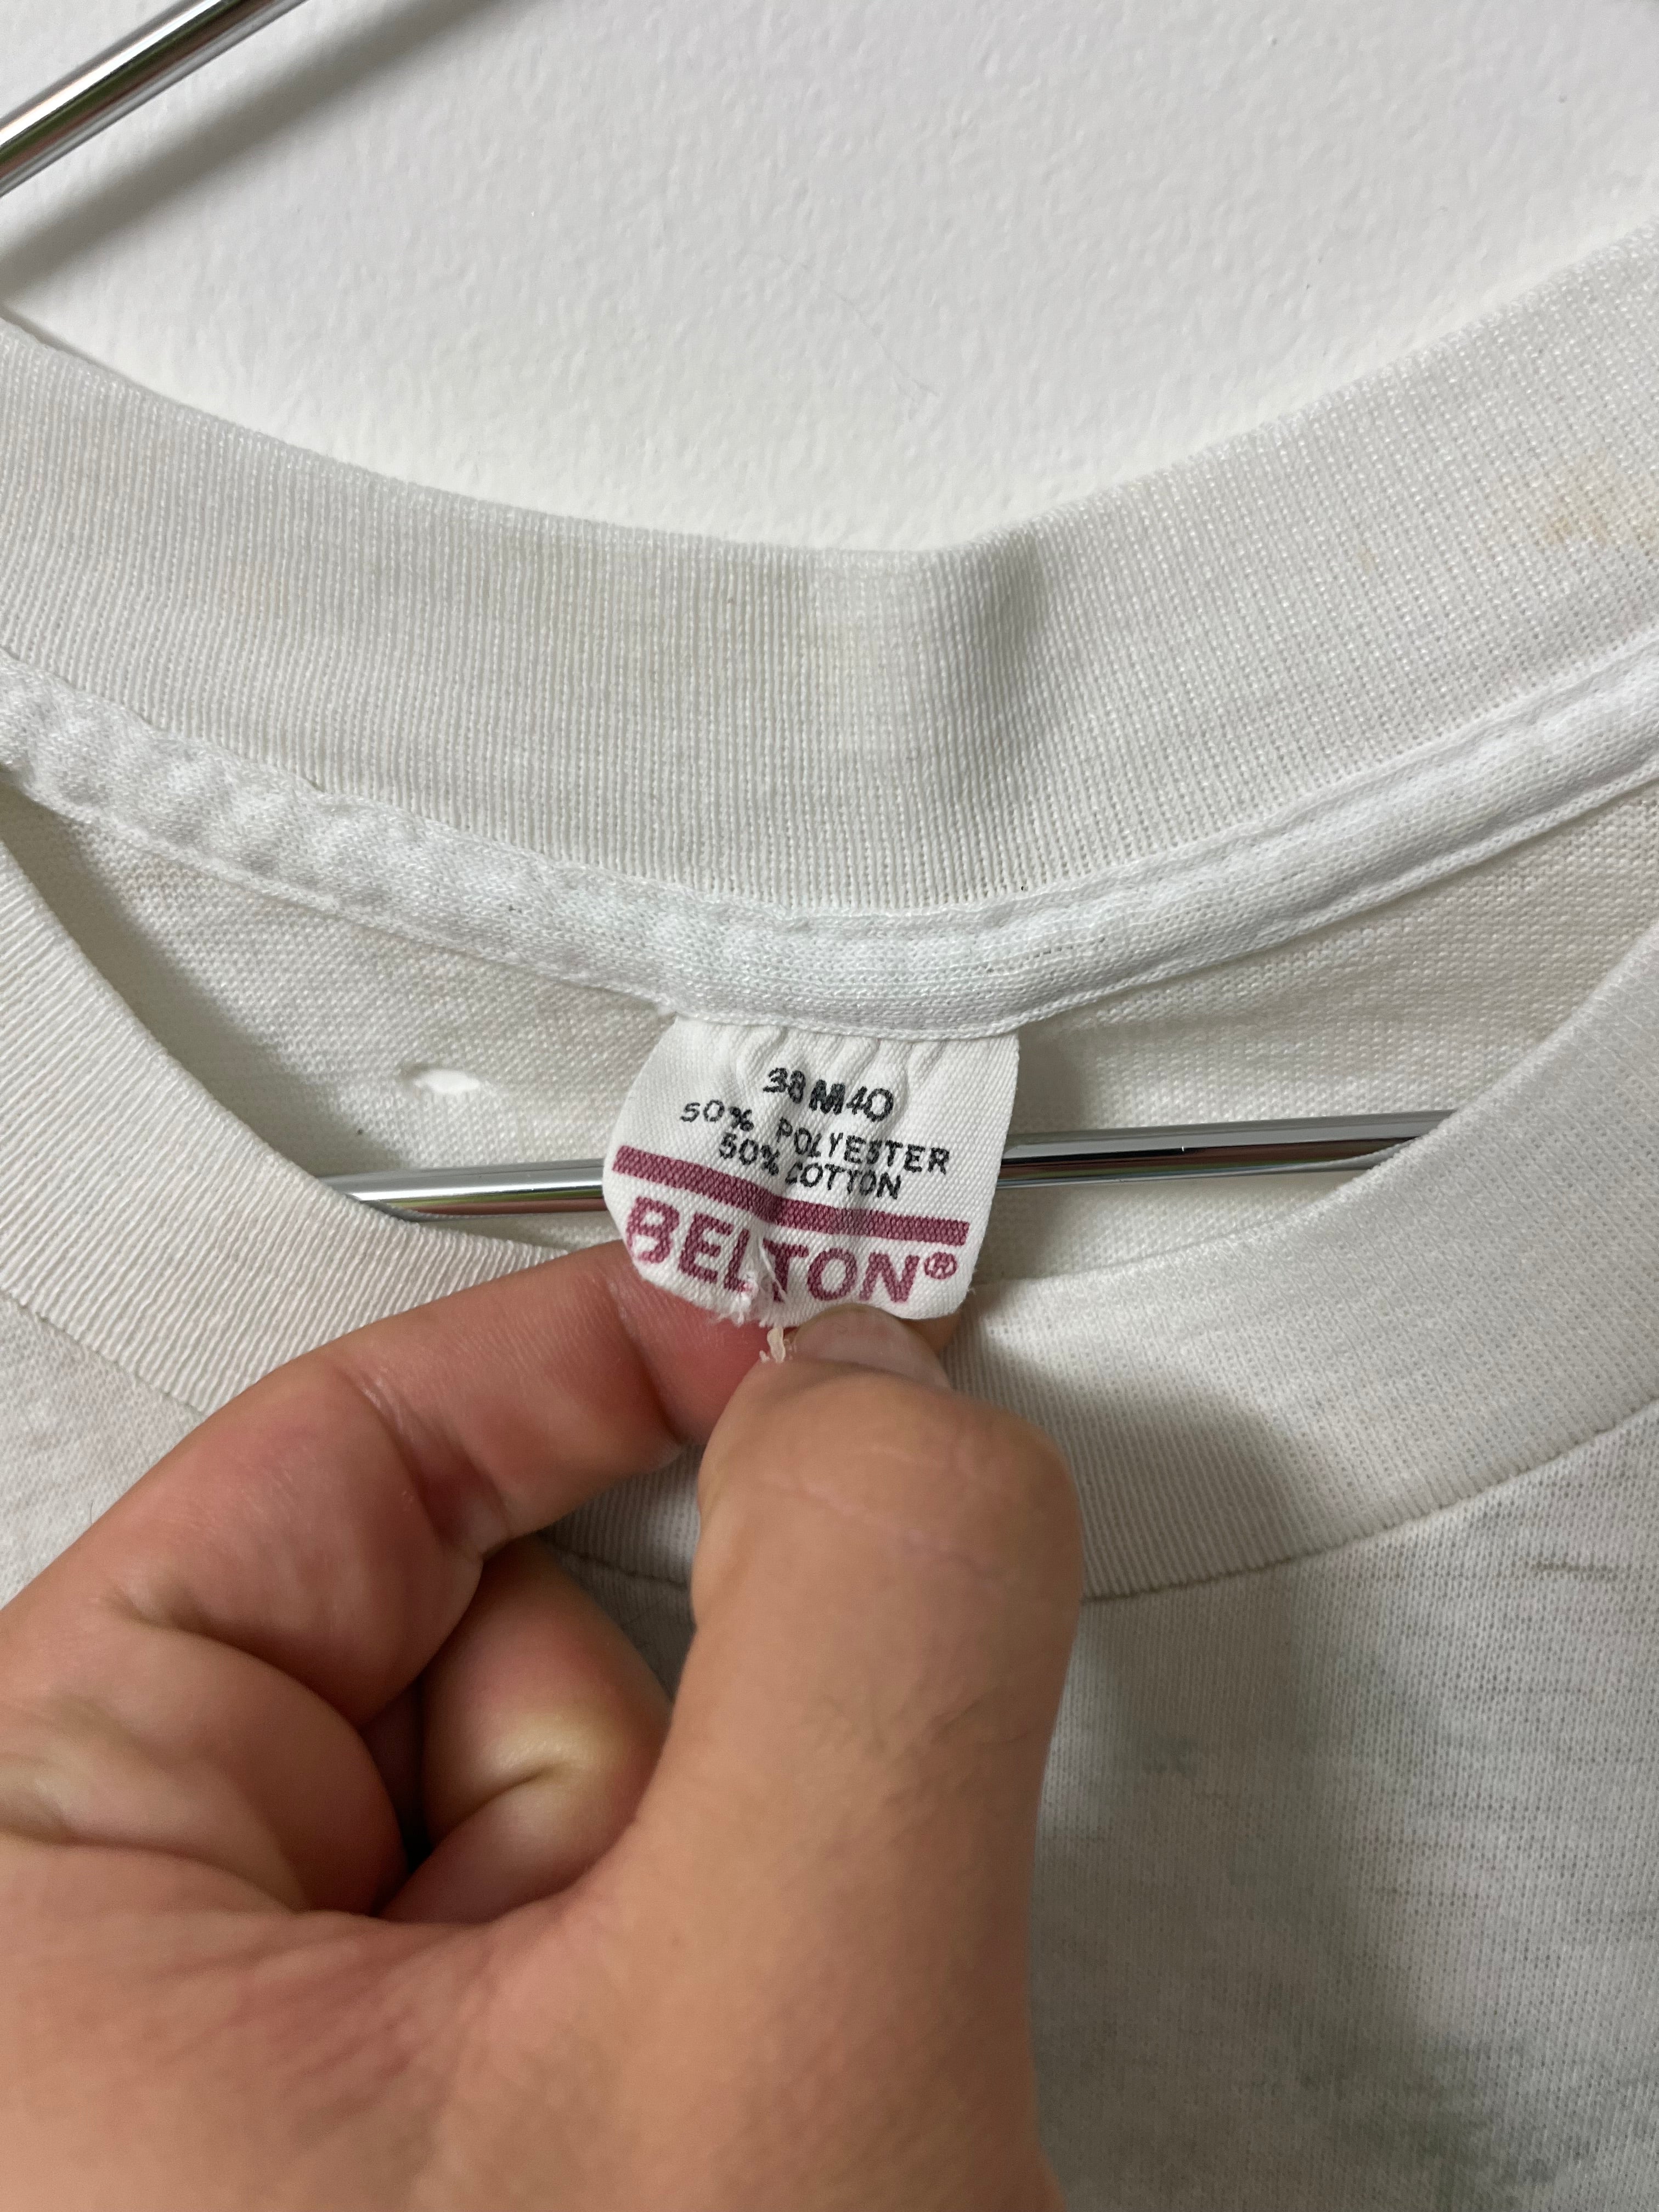 38 M 40
50% POLYESTER
50% COTTON
BELTON®